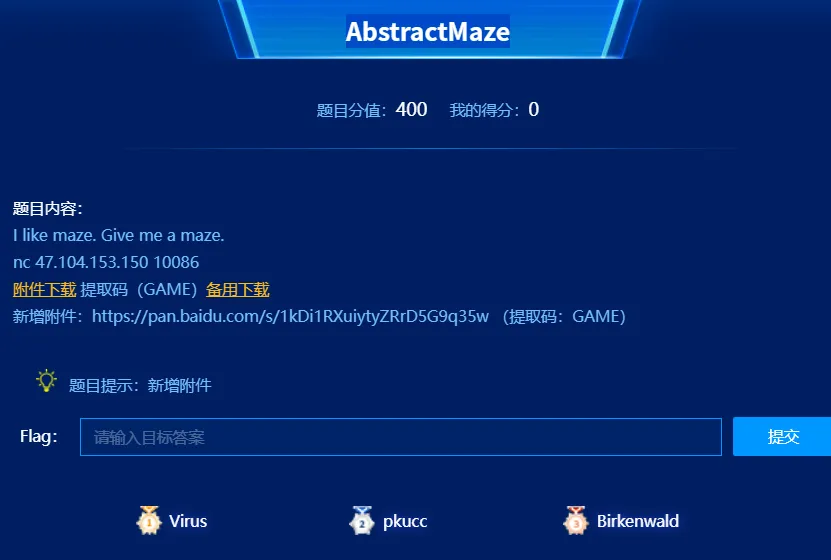 AbstractMaze
题目分值：400 我的得分：0
题目内容：
I like maze. Give me a maze.
nc 47.104.153.150 10086
附件下载 提取码（GAME）备用下载
新增附件：https://pan.baidu.com/s/1kDi1RXuiytyZRrD5G9q35w （提取码：GAME）
题目提示：新增附件
Flag： 请输入目标答案 提交
1 Virus 2 pkucc 3 Birkenwald